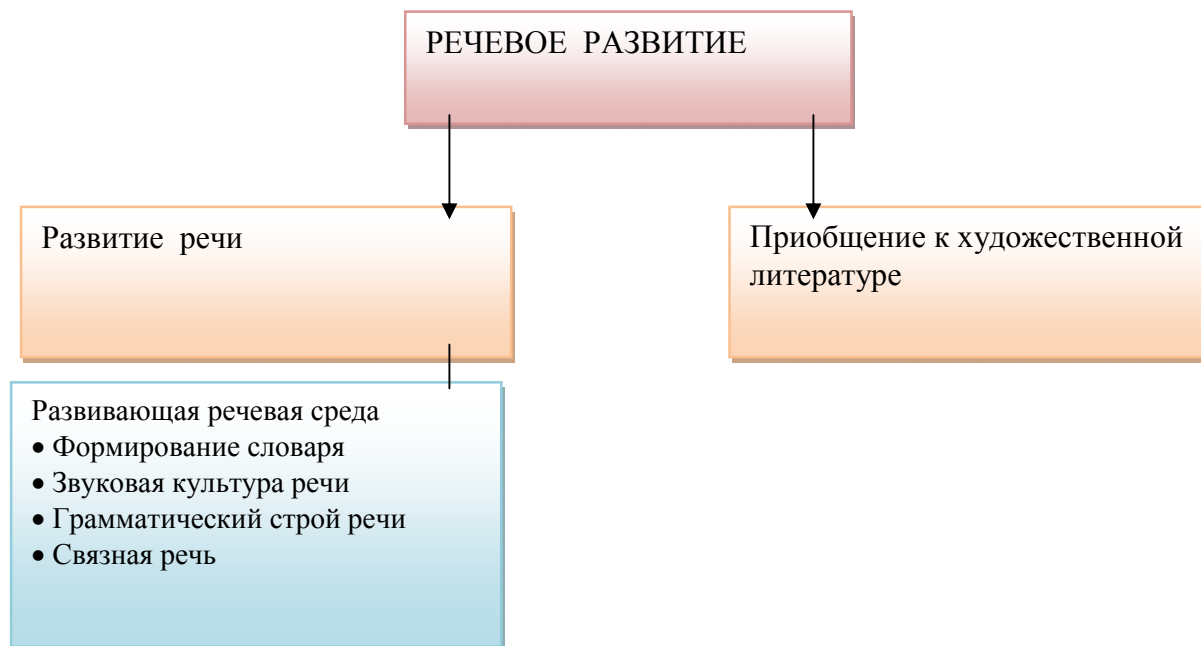 РЕЧЕВОЕ РАЗВИТИЕ
Развитие речи
Приобщение к художественной
литературе
Развивающая речевая среда
• Формирование словаря
• Звуковая культура речи
• Грамматический строй речи
• Связная речь